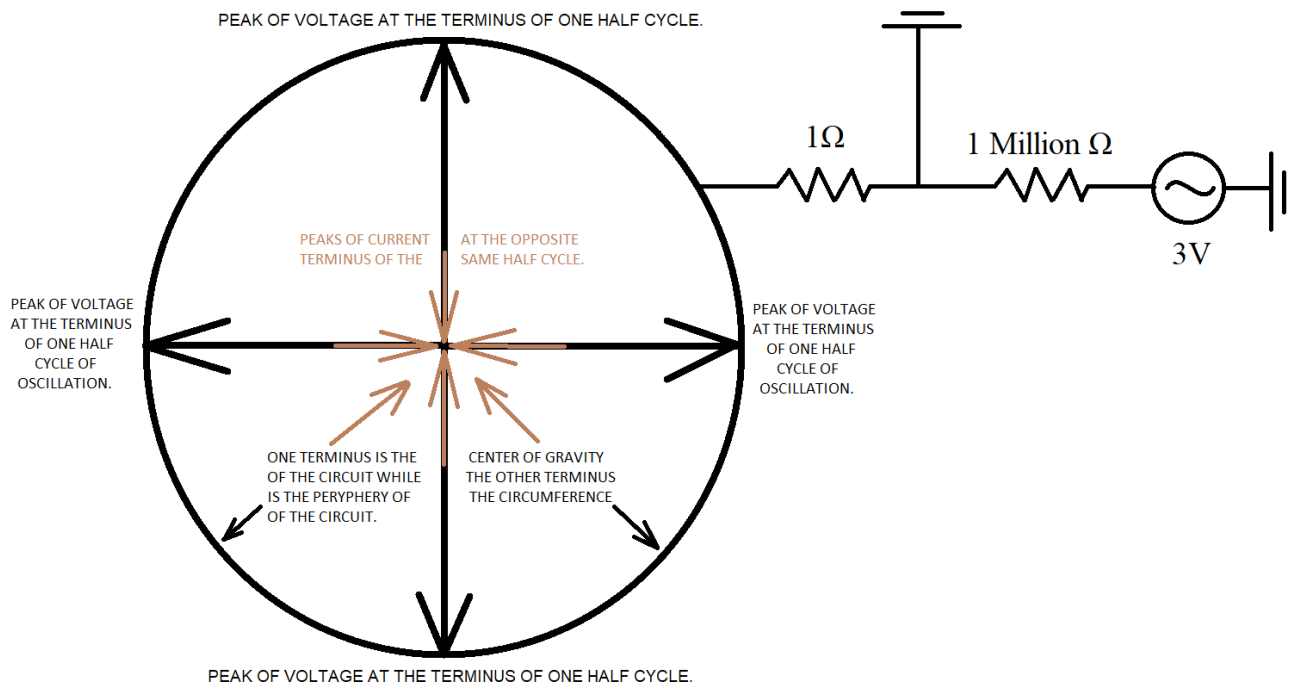 PEAK OF VOLTAGE AT THE TERMINUS OF ONE HALF CYCLE.
1Ω
1 Million Ω
3V
PEAKS OF CURRENT AT THE OPPOSITE
TERMINUS OF THE SAME HALF CYCLE.
PEAK OF VOLTAGE
AT THE TERMINUS
OF ONE HALF
CYCLE OF
OSCILLATION.
PEAK OF VOLTAGE
AT THE TERMINUS
OF ONE HALF
CYCLE OF
OSCILLATION.
ONE TERMINUS IS THE CENTER OF GRAVITY
OF THE CIRCUIT WHILE THE OTHER TERMINUS
IS THE PERYPHERY OF THE CIRCUMFERENCE
OF THE CIRCUIT.
PEAK OF VOLTAGE AT THE TERMINUS OF ONE HALF CYCLE.